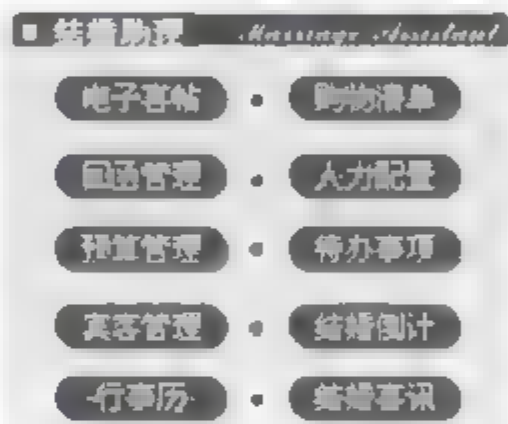 结婚助理 Marriage Assistant
电子喜帖 • 购物清单
回函管理 • 人力配置
预算管理 • 待办事项
宾客管理 • 结婚倒计
行事历 • 结婚喜讯